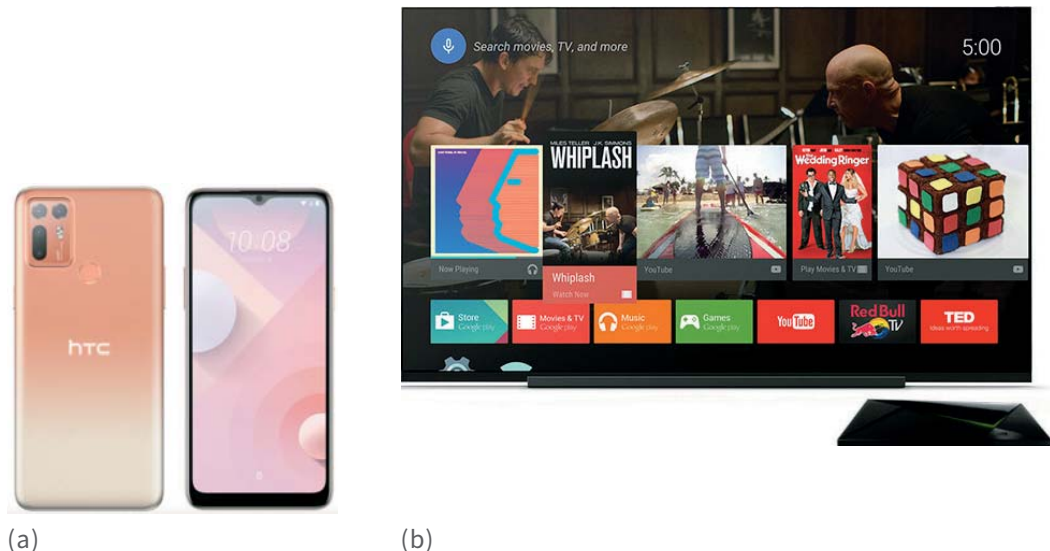 hTC
10:08
(a)
Search movies, TV, and more
5:00
MILES TELLER J.K. SIMMONS
WHIPLASH
The
Wedding Ringer
Now Playing
Whiplash
Watch Now
YouTube
Play Movies & TV
YouTube
Store
Google play
Movies & TV
Google play
Music
Google play
Games
Google play
YouTube
Red Bull
TV
TED
Ideas worth spreading
(b)